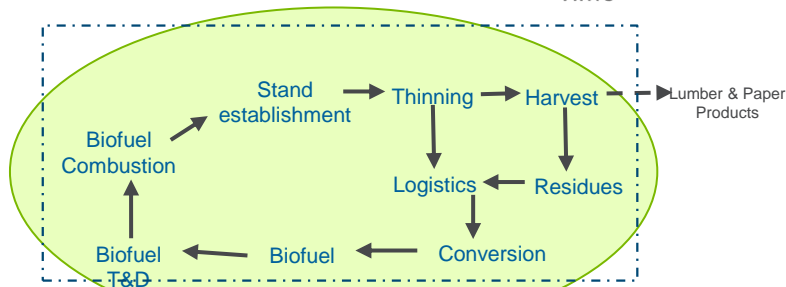 Stand
establishment
Thinning
Harvest
Lumber & Paper
Products
Biofuel
Combustion
Logistics
Residues
Biofuel
T&D
Biofuel
Conversion